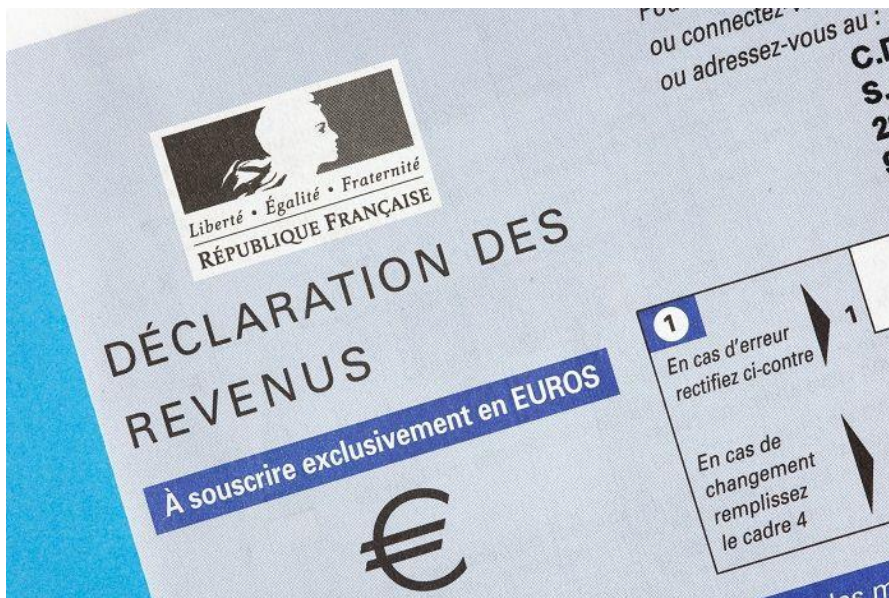 ou connectez-
ou adressez-vous au :
Liberté • Égalité • Fraternité
RÉPUBLIQUE FRANÇAISE
DÉCLARATION DES
REVENUS
À souscrire exclusivement en EUROS
€
1
En cas d'erreur
rectifiez ci-contre
1
En cas de
changement
remplissez
le cadre 4